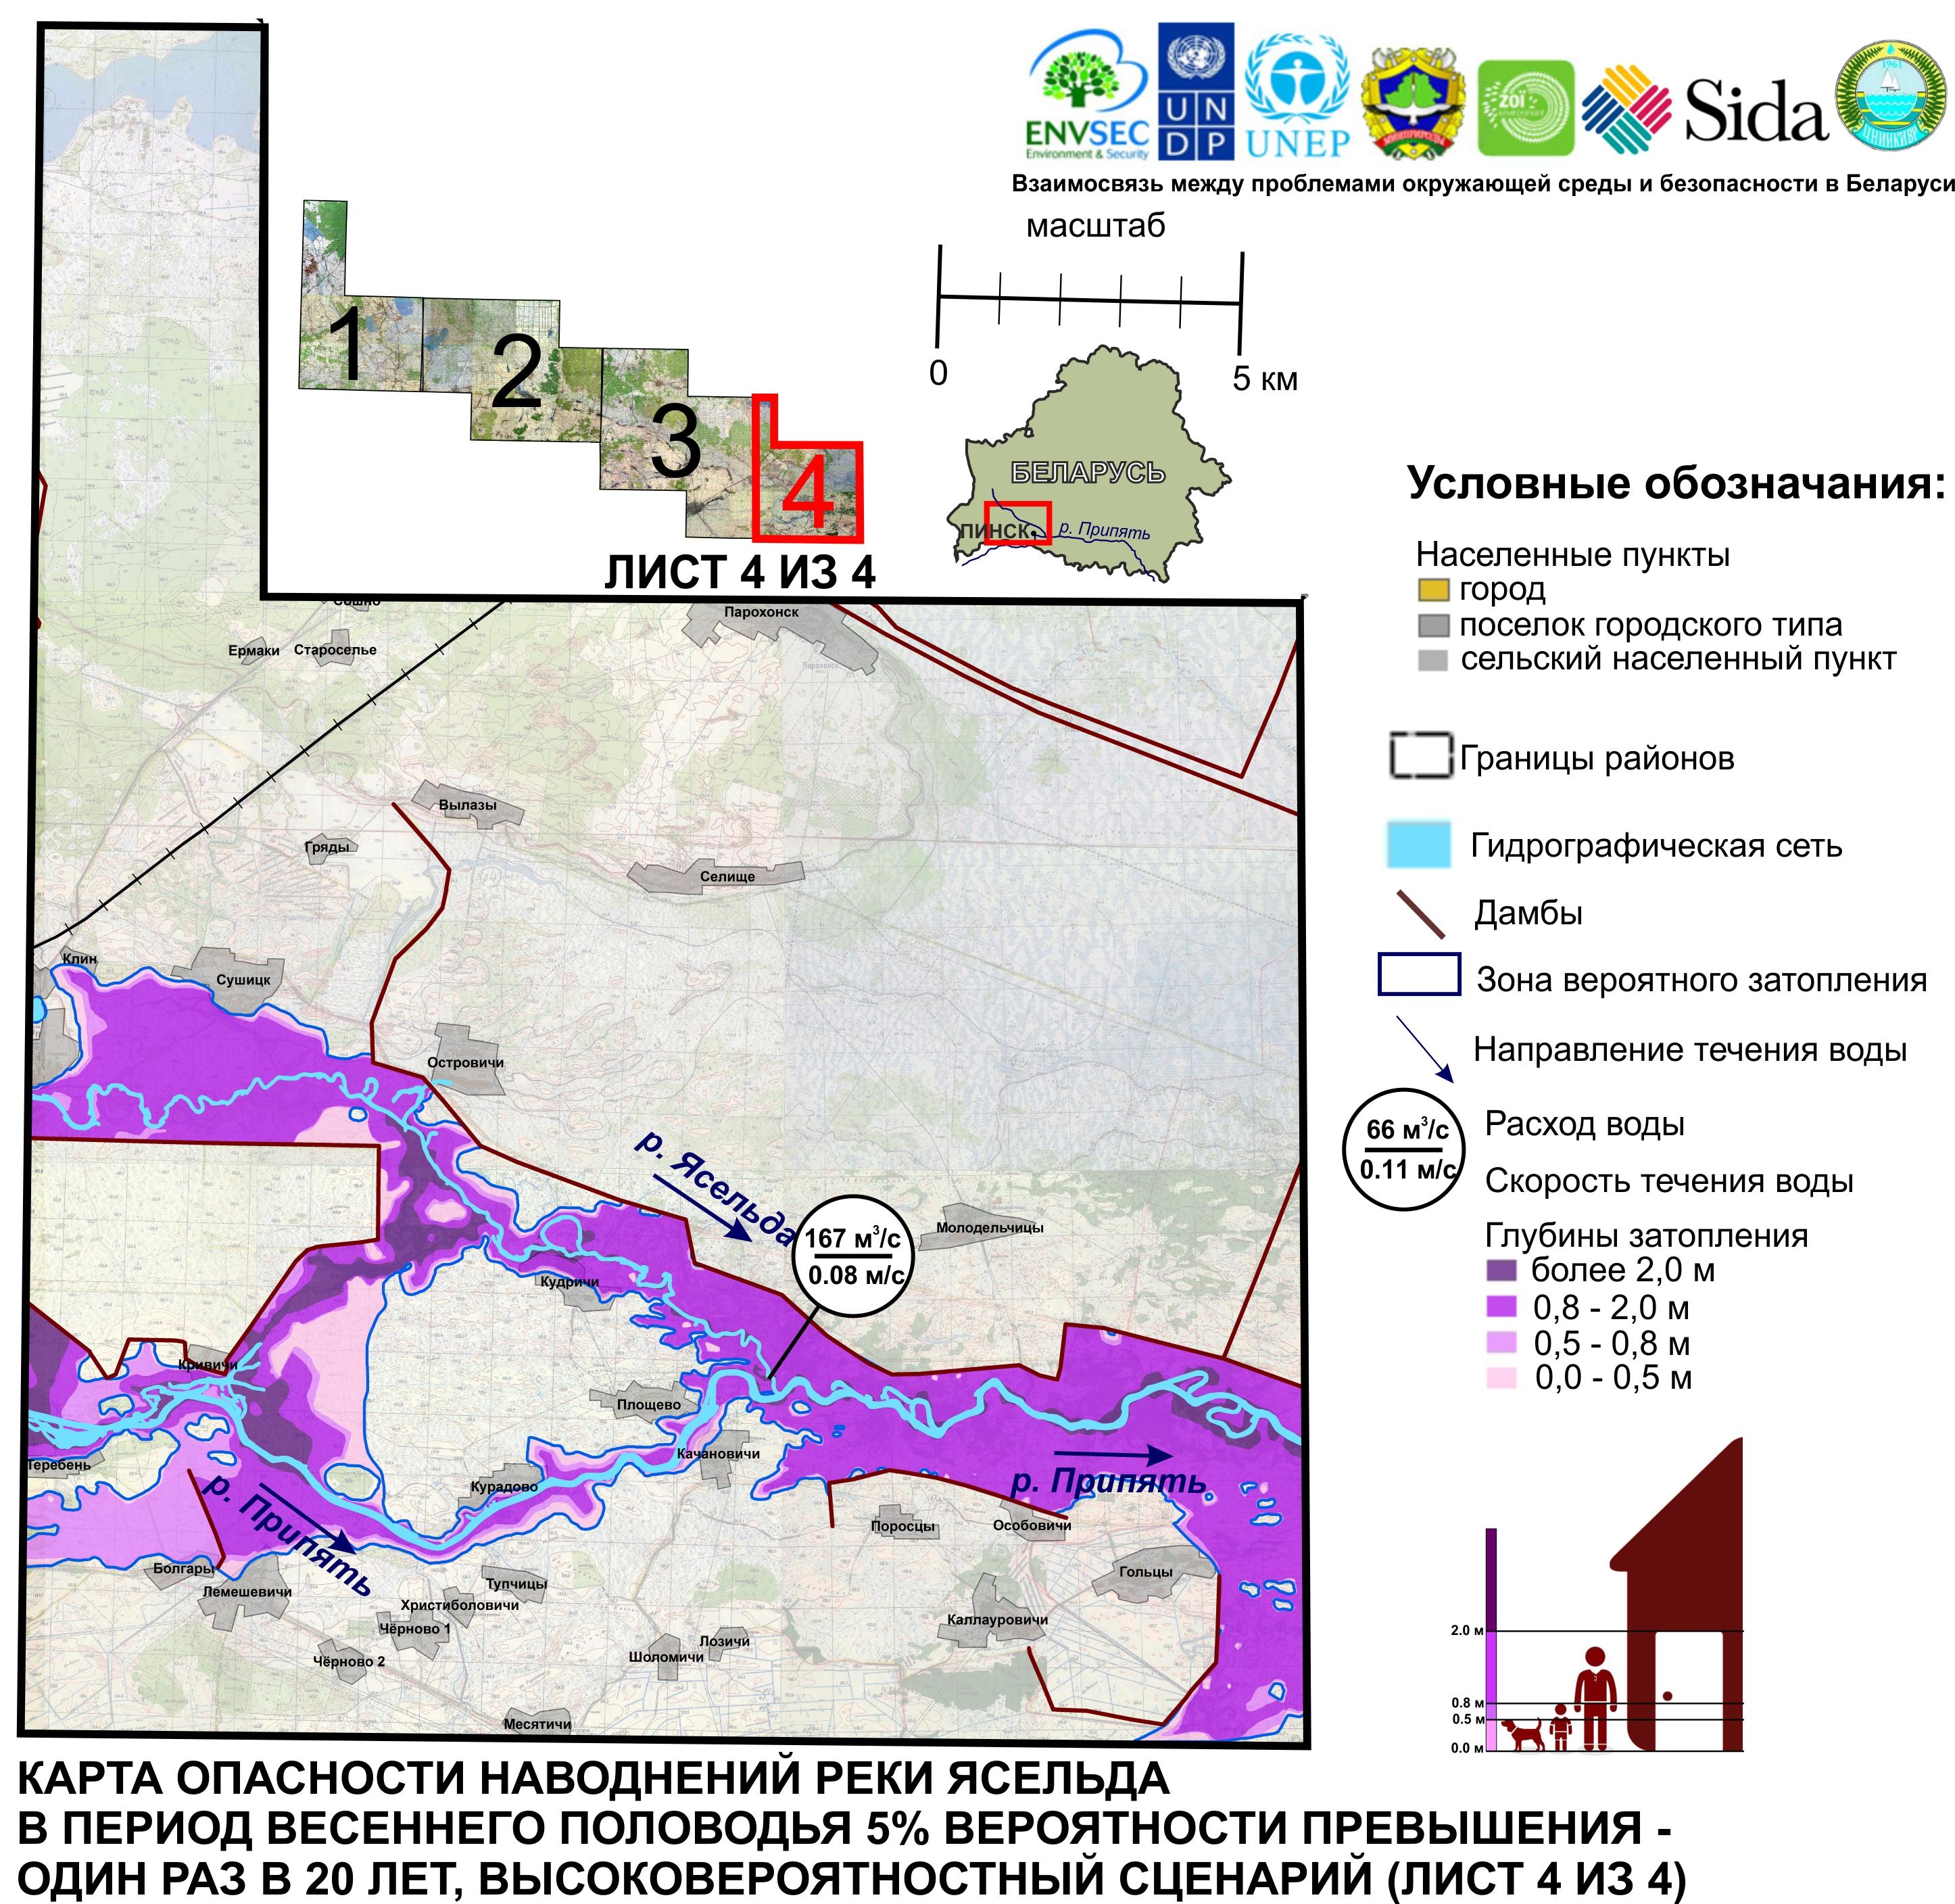 ENVSEC
Environment & Security
UN
DP
UNEP
ZOï
Sida
1961
ЦНИИКИВР
Взаимосвязь между проблемами окружающей среды и безопасности в Беларуси
масштаб
0
5 км
1
2
3
4
ЛИСТ 4 ИЗ 4
БЕЛАРУСЬ
ПИНСК
р. Припять
Условные обозначания:
Населенные пункты
город
поселок городского типа
сельский населенный пункт
Границы районов
Гидрографическая сеть
Дамбы
Зона вероятного затопления
Направление течения воды
66 м³/с
0.11 м/с
Расход воды
Скорость течения воды
Глубины затопления
более 2,0 м
0,8 - 2,0 м
0,5 - 0,8 м
0,0 - 0,5 м
2.0 м
0.8 м
0.5 м
0.0 м
Сошно
Парохонск
Ермаки
Староселье
Вылазы
Гряды
Селище
Клин
Сушицк
Островичи
р. Ясельда
167 м³/с
0.08 м/с
Молодельчицы
Кудричи
Кривичи
Площево
Качановичи
Теребень
Курадово
р. Припять
р. Припять
Поросцы
Особовичи
Болгары
Лемешевичи
Тупчицы
Гольцы
Христиболовичи
Чёрново 1
Каллауровичи
Чёрново 2
Шоломичи
Лозичи
Месятичи
КАРТА ОПАСНОСТИ НАВОДНЕНИЙ РЕКИ ЯСЕЛЬДА
В ПЕРИОД ВЕСЕННЕГО ПОЛОВОДЬЯ 5% ВЕРОЯТНОСТИ ПРЕВЫШЕНИЯ -
ОДИН РАЗ В 20 ЛЕТ, ВЫСОКОВЕРОЯТНОСТНЫЙ СЦЕНАРИЙ (ЛИСТ 4 ИЗ 4)